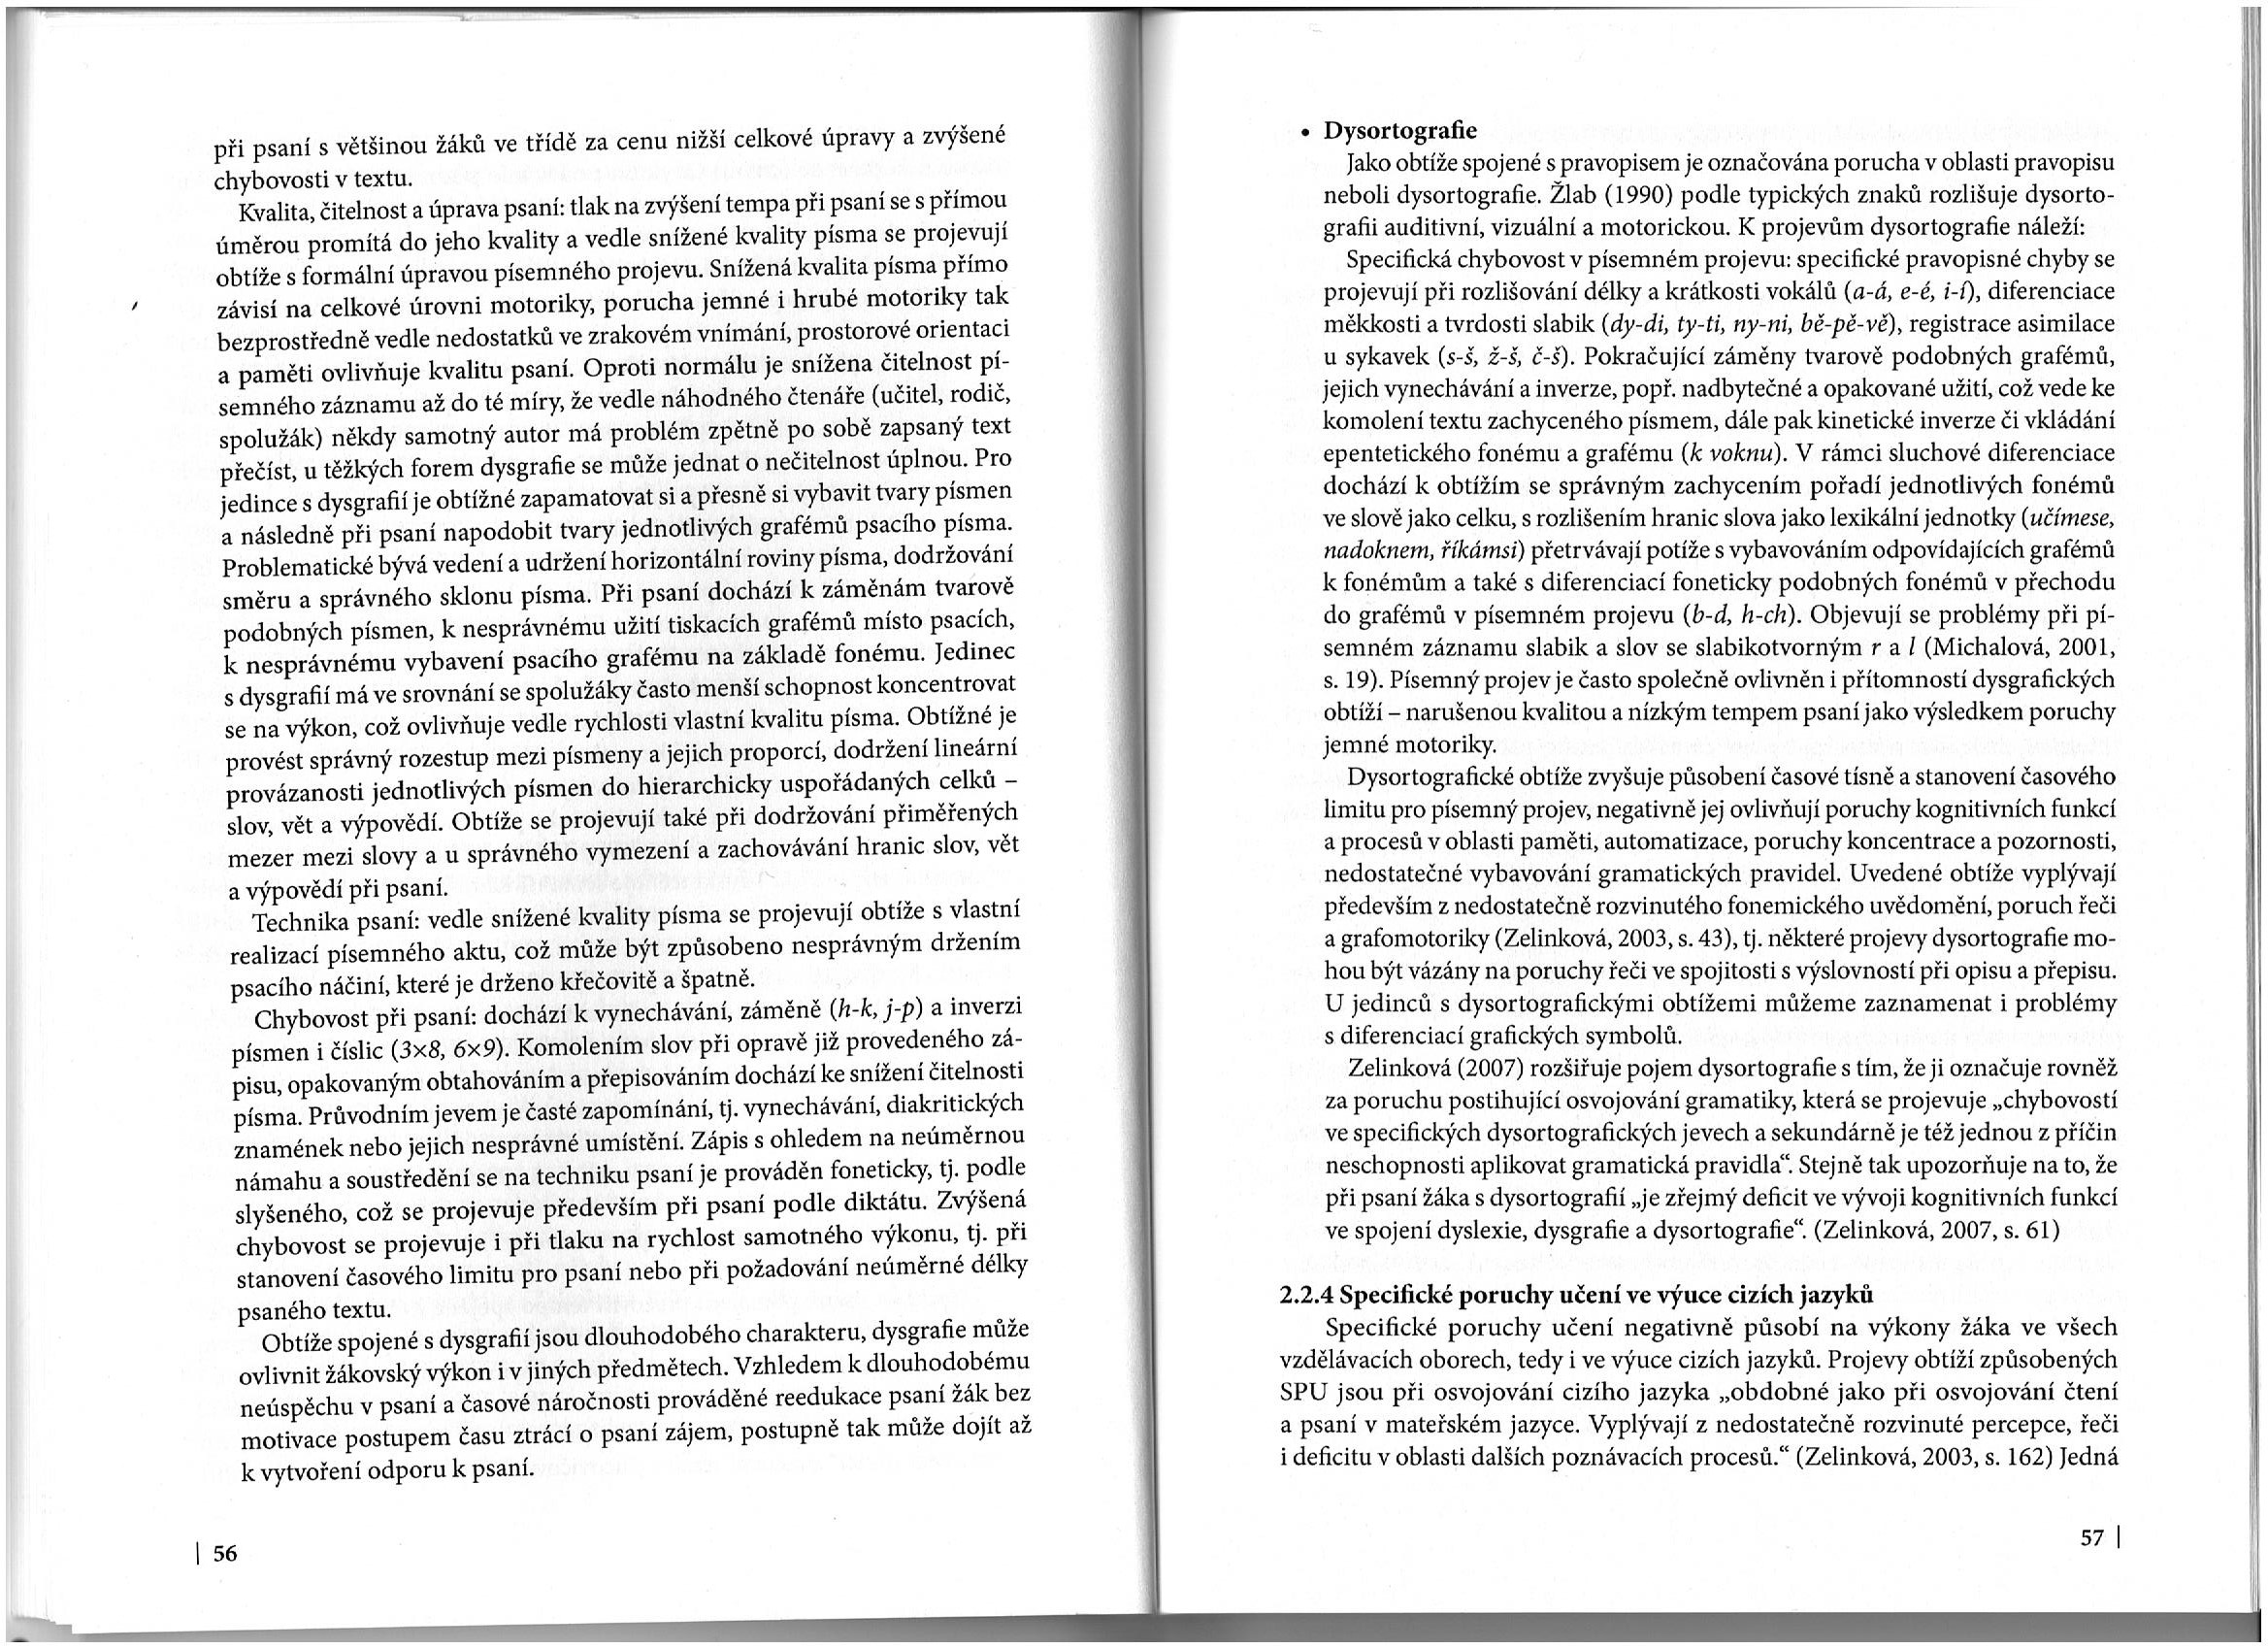 při psaní s většinou žáků ve třídě za cenu nižší celkové úpravy a zvýšené
chybovosti v textu.
Kvalita, čitelnost a úprava psaní: tlak na zvýšení tempa při psaní se s přímou
úměrou promítá do jeho kvality a vedle snížené kvality písma se projevují
obtíže s formální úpravou písemného projevu. Snížená kvalita písma přímo
závisí na celkové úrovni motoriky, porucha jemné i hrubé motoriky tak
bezprostředně vedle nedostatků ve zrakovém vnímání, prostorové orientaci
a paměti ovlivňuje kvalitu psaní. Oproti normálu je snížena čitelnost pí-
semného záznamu až do té míry, že vedle náhodného čtenáře (učitel, rodič,
spolužák) někdy samotný autor má problém zpětně po sobě zapsaný text
přečíst, u těžkých forem dysgrafie se může jednat o nečitelnost úplnou. Pro
jedince s dysgrafií je obtížné zapamatovat si a přesně si vybavit tvary písmen
a následně při psaní napodobit tvary jednotlivých grafémů psacího písma.
Problematické bývá vedení a udržení horizontální roviny písma, dodržování
směru a správného sklonu písma. Při psaní dochází k záměnám tvarově
podobných písmen, k nesprávnému užití tiskacích grafémů místo psacích,
k nesprávnému vybavení psacího grafému na základě fonému. Jedinec
s dysgrafií má ve srovnání se spolužáky často menší schopnost koncentrovat
se na výkon, což ovlivňuje vedle rychlosti vlastní kvalitu písma. Obtížné je
provést správný rozestup mezi písmeny a jejich proporcí, dodržení lineární
provázanosti jednotlivých písmen do hierarchicky uspořádaných celků –
slov, vět a výpovědí. Obtíže se projevují také při dodržování přiměřených
mezer mezi slovy a u správného vymezení a zachovávání hranic slov, vět
a výpovědí při psaní.
Technika psaní: vedle snížené kvality písma se projevují obtíže s vlastní
realizací písemného aktu, což může být způsobeno nesprávným držením
psacího náčiní, které je drženo křečovitě a špatně.
Chybovost při psaní: dochází k vynechávání, záměně (h-k, j-p) a inverzi
písmen i číslic (3×8, 6×9). Komolením slov při opravě již provedeného zá-
pisu, opakovaným obtahováním a přepisováním dochází ke snížení čitelnosti
písma. Průvodním jevem je časté zapomínání, tj. vynechávání, diakritických
znamének nebo jejich nesprávné umístění. Zápis s ohledem na neúměrnou
námahu a soustředění se na techniku psaní je prováděn foneticky, tj. podle
slyšeného, což se projevuje především při psaní podle diktátu. Zvýšená
chybovost se projevuje i při tlaku na rychlost samotného výkonu, tj. při
stanovení časového limitu pro psaní nebo při požadování neúměrné délky
psaného textu.
Obtíže spojené s dysgrafií jsou dlouhodobého charakteru, dysgrafie může
ovlivnit žákovský výkon i v jiných předmětech. Vzhledem k dlouhodobému
neúspěchu v psaní a časové náročnosti prováděné reedukace psaní žák bez
motivace postupem času ztrácí o psaní zájem, postupně tak může dojít až
k vytvoření odporu k psaní.
| 56
• Dysortografie
Jako obtíže spojené s pravopisem je označována porucha v oblasti pravopisu
neboli dysortografie. Žlab (1990) podle typických znaků rozlišuje dysorto-
grafii auditivní, vizuální a motorickou. K projevům dysortografie náleží:
Specifická chybovost v písemném projevu: specifické pravopisné chyby se
projevují při rozlišování délky a krátkosti vokálů (a-á, e-é, i-í), diferenciace
měkkosti a tvrdosti slabik (dy-di, ty-ti, ny-ni, bě-pě-vě), registrace asimilace
u sykavek (s-š, ž-š, č-š). Pokračující záměny tvarově podobných grafémů,
jejich vynechávání a inverze, popř. nadbytečné a opakované užití, což vede ke
komolení textu zachyceného písmem, dále pak kinetické inverze či vkládání
epentetického fonému a grafému (k voknu). V rámci sluchové diferenciace
dochází k obtížím se správným zachycením pořadí jednotlivých fonémů
ve slově jako celku, s rozlišením hranic slova jako lexikální jednotky (učímese,
nadoknem, říkámsi) přetrvávají potíže s vybavováním odpovídajících grafémů
k fonémům a také s diferenciací foneticky podobných fonémů v přechodu
do grafémů v písemném projevu (b-d, h-ch). Objevují se problémy při pí-
semném záznamu slabik a slov se slabikotvorným r a l (Michalová, 2001,
s. 19). Písemný projev je často společně ovlivněn i přítomností dysgrafických
obtíží – narušenou kvalitou a nízkým tempem psaní jako výsledkem poruchy
jemné motoriky.
Dysortografické obtíže zvyšuje působení časové tísně a stanovení časového
limitu pro písemný projev, negativně jej ovlivňují poruchy kognitivních funkcí
a procesů v oblasti paměti, automatizace, poruchy koncentrace a pozornosti,
nedostatečné vybavování gramatických pravidel. Uvedené obtíže vyplývají
především z nedostatečně rozvinutého fonemického uvědomění, poruch řeči
a grafomotoriky (Zelinková, 2003, s. 43), tj. některé projevy dysortografie mo-
hou být vázány na poruchy řeči ve spojitosti s výslovností při opisu a přepisu.
U jedinců s dysortografickými obtížemi můžeme zaznamenat i problémy
s diferenciací grafických symbolů.
Zelinková (2007) rozšiřuje pojem dysortografie s tím, že ji označuje rovněž
za poruchu postihující osvojování gramatiky, která se projevuje „chybovostí
ve specifických dysortografických jevech a sekundárně je též jednou z příčin
neschopnosti aplikovat gramatická pravidla“. Stejně tak upozorňuje na to, že
při psaní žáka s dysortografií „je zřejmý deficit ve vývoji kognitivních funkcí
ve spojení dyslexie, dysgrafie a dysortografie“. (Zelinková, 2007, s. 61)
2.2.4 Specifické poruchy učení ve výuce cizích jazyků
Specifické poruchy učení negativně působí na výkony žáka ve všech
vzdělávacích oborech, tedy i ve výuce cizích jazyků. Projevy obtíží způsobených
SPU jsou při osvojování cizího jazyka „obdobné jako při osvojování čtení
a psaní v mateřském jazyce. Vyplývají z nedostatečně rozvinuté percepce, řeči
i deficitu v oblasti dalších poznávacích procesů.“ (Zelinková, 2003, s. 162) Jedná
57 |